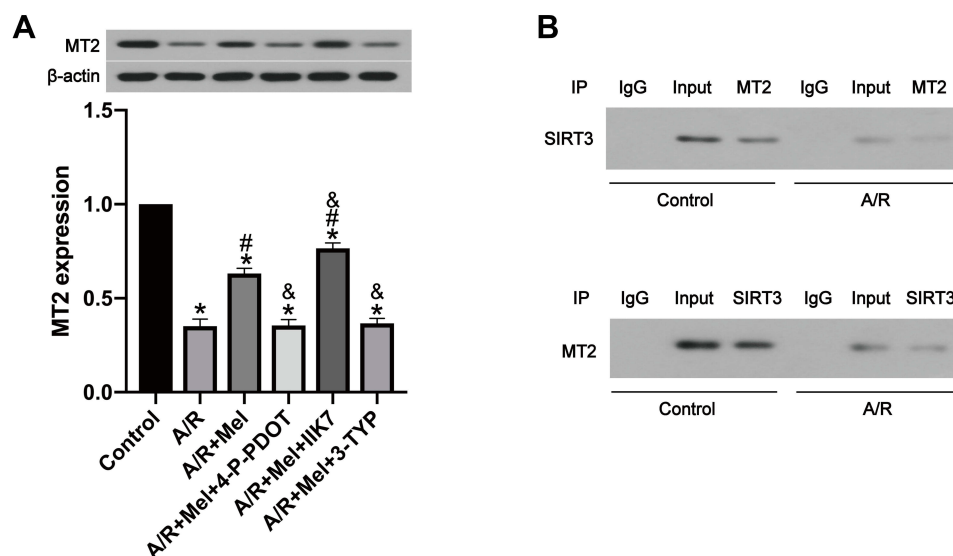 A
MT2
β-actin
1.5
1.0
0.5
0.0
MT2 expression
*
#
*
&
*
&
#
*
&
*
Control
A/R
A/R+Mel
A/R+Mel+4-P-PDOT
A/R+Mel+IIK7
A/R+Mel+3-TYP
B
IP IgG Input MT2 IgG Input MT2
SIRT3
Control A/R
IP IgG Input SIRT3 IgG Input SIRT3
MT2
Control A/R